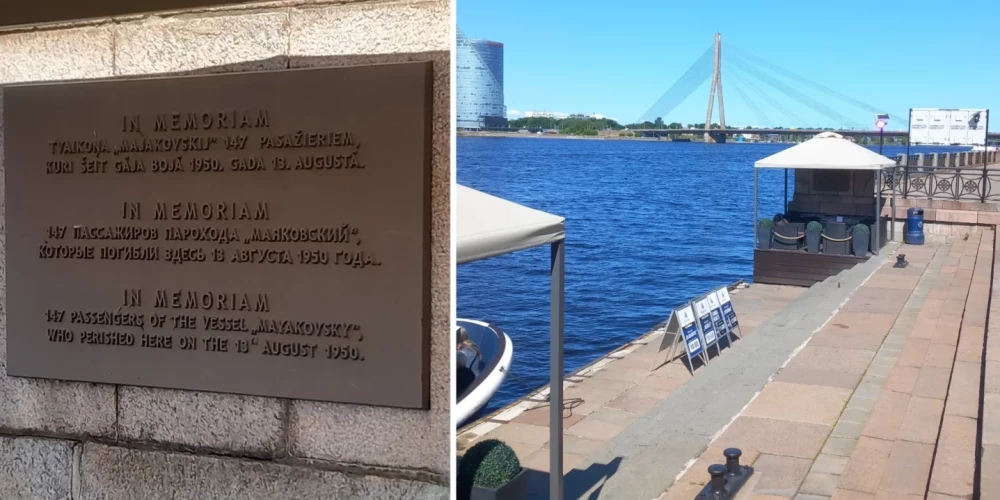 IN MEMORIAM
TVAIKOŅA „MAJAKOVSKIJ" 147 PASAŽIERIEM,
KURI ŠEIT GĀJA BOJĀ 1950. GADA 13. AUGUSTĀ.
IN MEMORIAM
147 ПАССАЖИРОВ ПАРОХОДА „МАЯКОВСКИЙ",
КОТОРЫЕ ПОГИБЛИ ЗДЕСЬ 13 АВГУСТА 1950 ГОДА.
IN MEMORIAM
147 PASSENGERS OF THE VESSEL „MAYAKOVSKY",
WHO PERISHED HERE ON THE 13th AUGUST 1950.